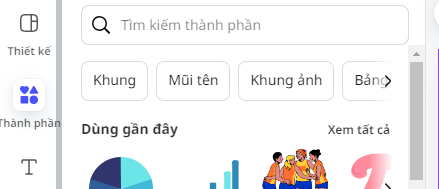 Thiết kế
Thành phần
Tìm kiếm thành phần
Khung
Mũi tên
Khung ảnh
Bảng
Dùng gần đây
Xem tất cả